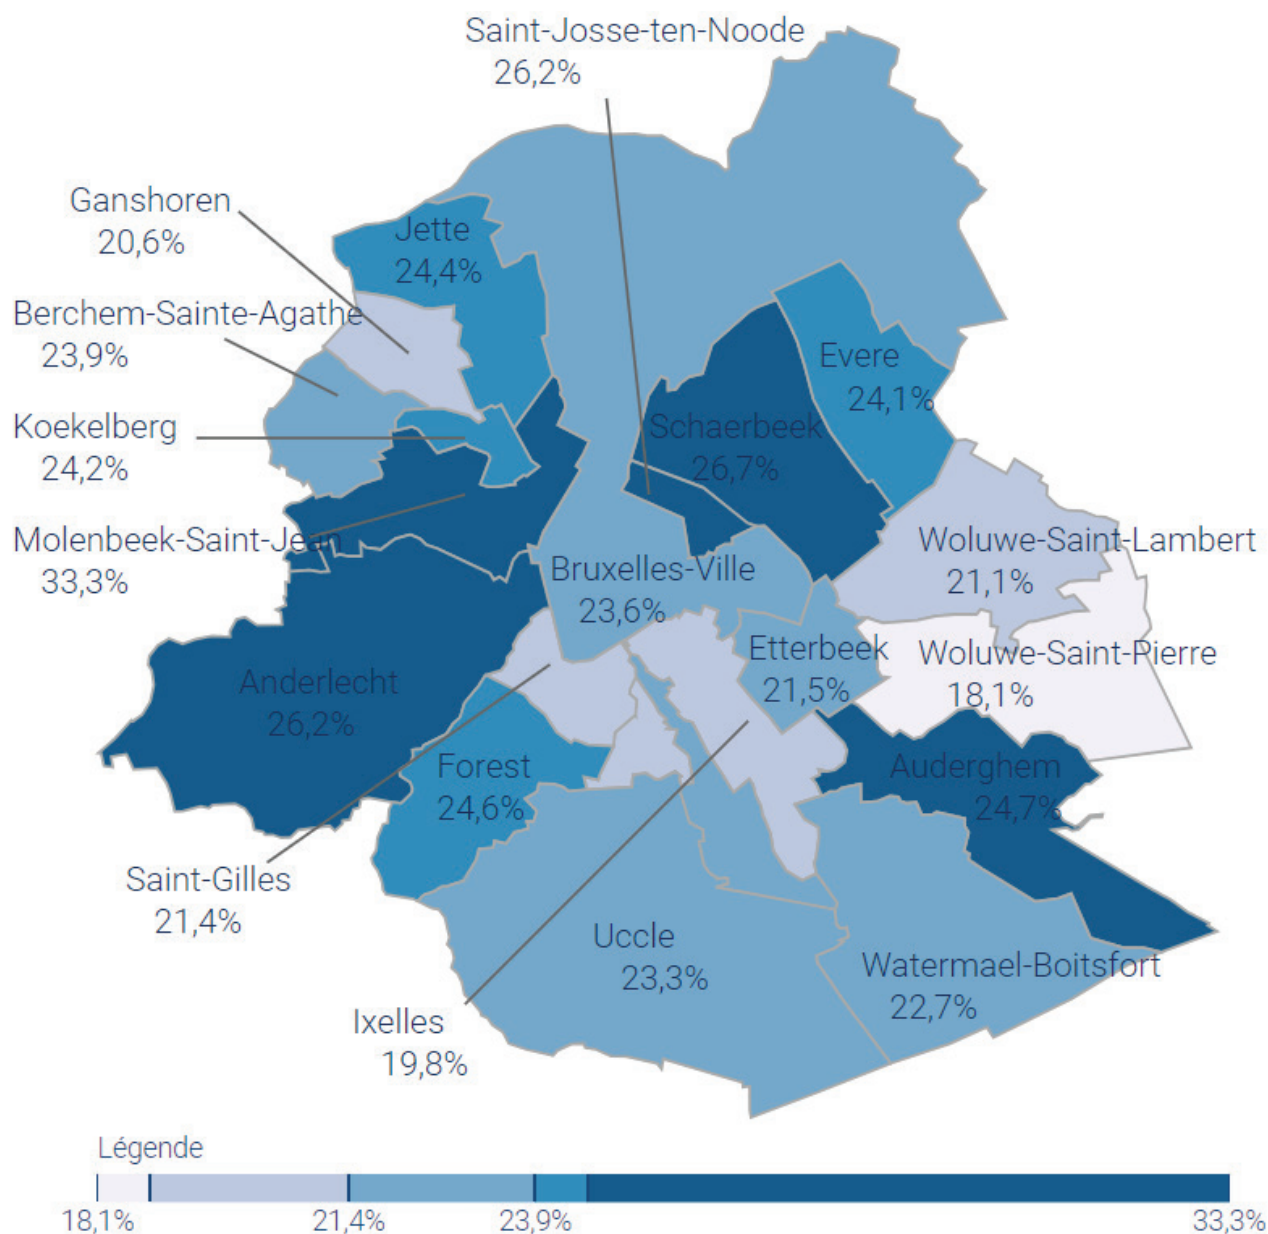 Saint-Josse-ten-Noode
26,2%
Ganshoren
20,6%
Jette
24,4%
Berchem-Sainte-Agathe
23,9%
Evere
24,1%
Koekelberg
24,2%
Schaerbeek
26,7%
Molenbeek-Saint-Jean
33,3%
Woluwe-Saint-Lambert
21,1%
Bruxelles-Ville
23,6%
Etterbeek
21,5%
Woluwe-Saint-Pierre
18,1%
Anderlecht
26,2%
Forest
24,6%
Auderghem
24,7%
Saint-Gilles
21,4%
Uccle
23,3%
Watermael-Boitsfort
22,7%
Ixelles
19,8%
Légende
18,1%
21,4%
23,9%
33,3%